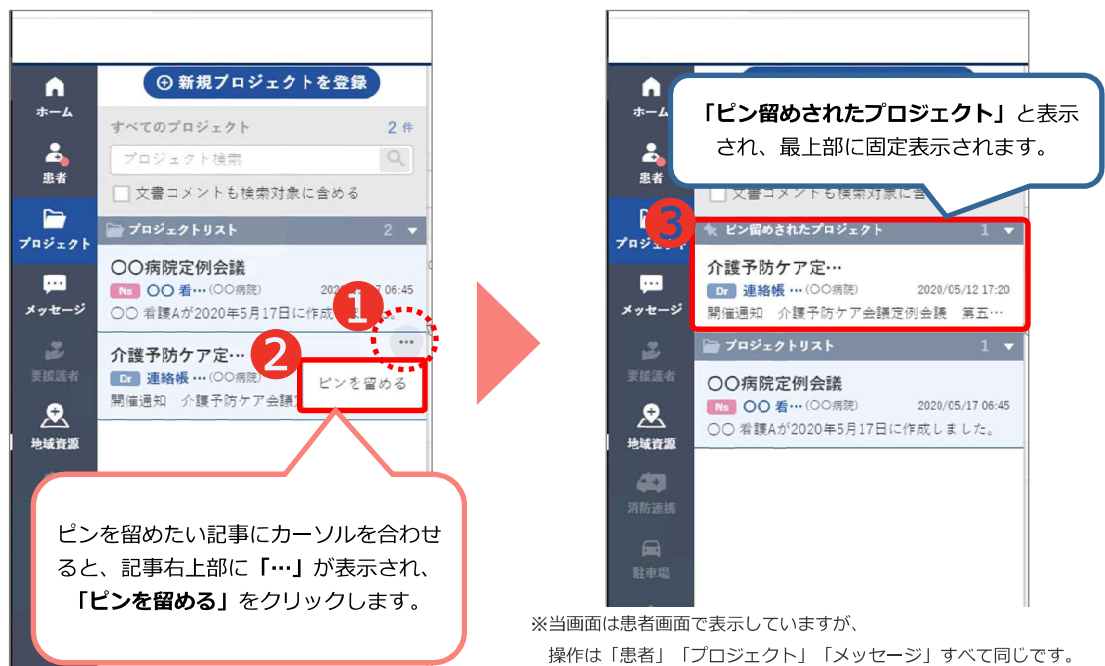 ホーム
患者
プロジェクト
メッセージ
要援護者
地域資源
⊕ 新規プロジェクトを登録
すべてのプロジェクト 2 件
プロジェクト検索
文書コメントも検索対象に含める
プロジェクトリスト 2 ▼
〇〇病院定例会議
Ns 〇〇 看…(〇〇病院)
06:45
〇〇 看護Aが2020年5月17日に作成
1
介護予防ケア定… …
2
Dr 連絡帳 …(〇〇病院)
ピンを留める
開催通知 介護予防ケア会議
ピンを留めたい記事にカーソルを合わせ
ると、記事右上部に「…」が表示され、
「ピンを留める」をクリックします。
ホーム
患者
メッセージ
要援護者
地域資源
消防連携
駐車場
「ピン留めされたプロジェクト」と表示
され、最上部に固定表示されます。
文書コメントも検索対象に含
3
ピン留めされたプロジェクト 1 ▼
介護予防ケア定…
Dr 連絡帳 …(〇〇病院) 2020/05/12 17:20
開催通知 介護予防ケア会議定例会議 第五…
プロジェクトリスト 1 ▼
〇〇病院定例会議
Ns 〇〇 看…(〇〇病院) 2020/05/17 06:45
〇〇 看護Aが2020年5月17日に作成しました。
※当画面は患者画面で表示していますが、
操作は「患者」「プロジェクト」「メッセージ」すべて同じです。